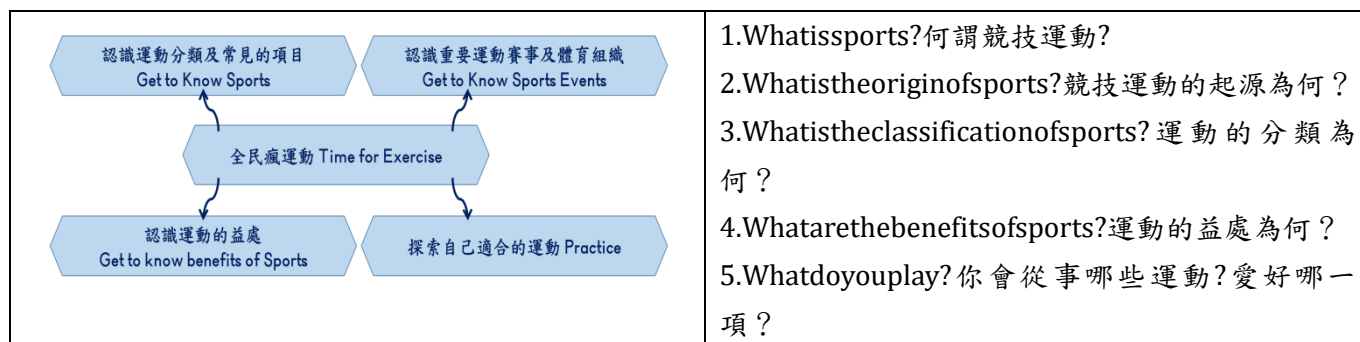 認識運動分類及常見的項目
Get to Know Sports
認識重要運動賽事及體育組織
Get to Know Sports Events
全民瘋運動 Time for Exercise
認識運動的益處
Get to know benefits of Sports
探索自己適合的運動 Practice
1.Whatissports?何謂競技運動?
2.Whatistheoriginofsports?競技運動的起源為何？
3.Whatistheclassificationofsports?運動的分類為
何？
4.Whatarethebenefitsofsports?運動的益處為何？
5.Whatdoyouplay?你會從事哪些運動?愛好哪一
項？